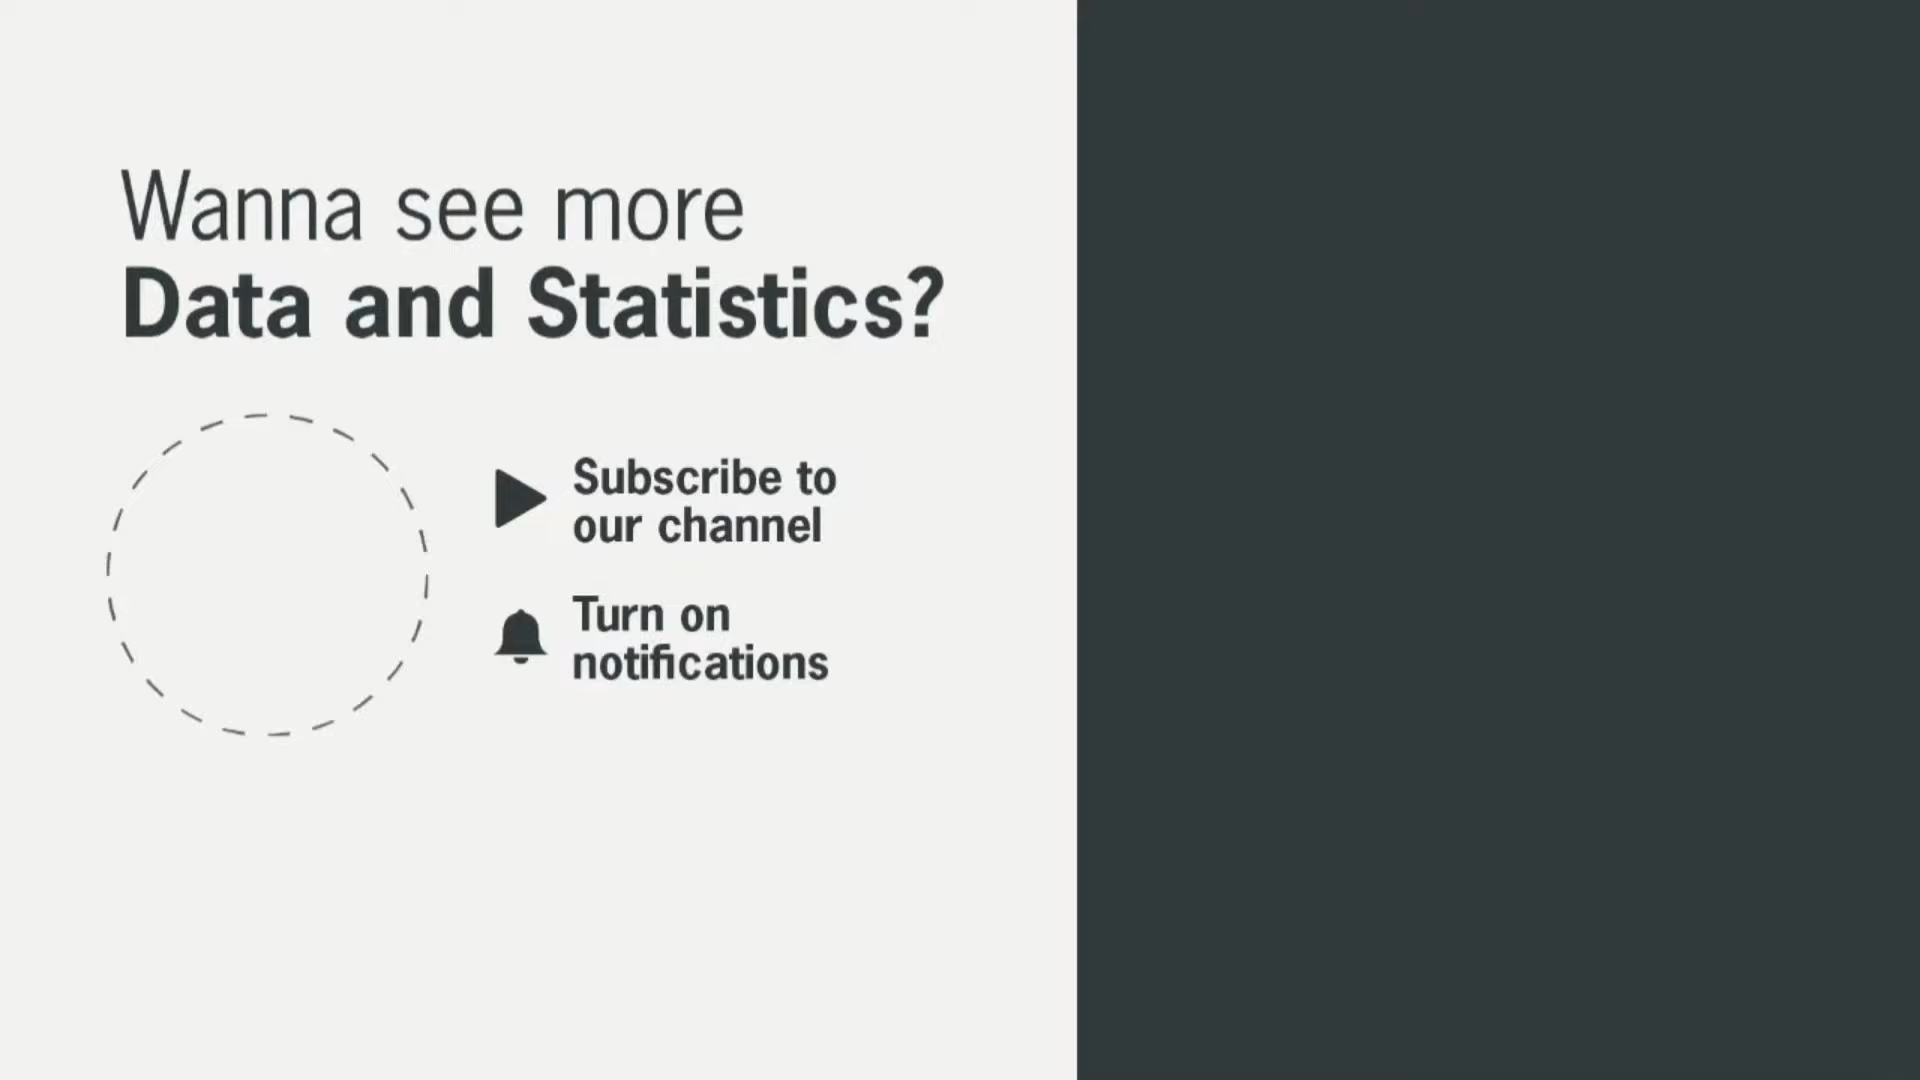 Wanna see more
Data and Statistics?
Subscribe to
our channel
Turn on
notifications